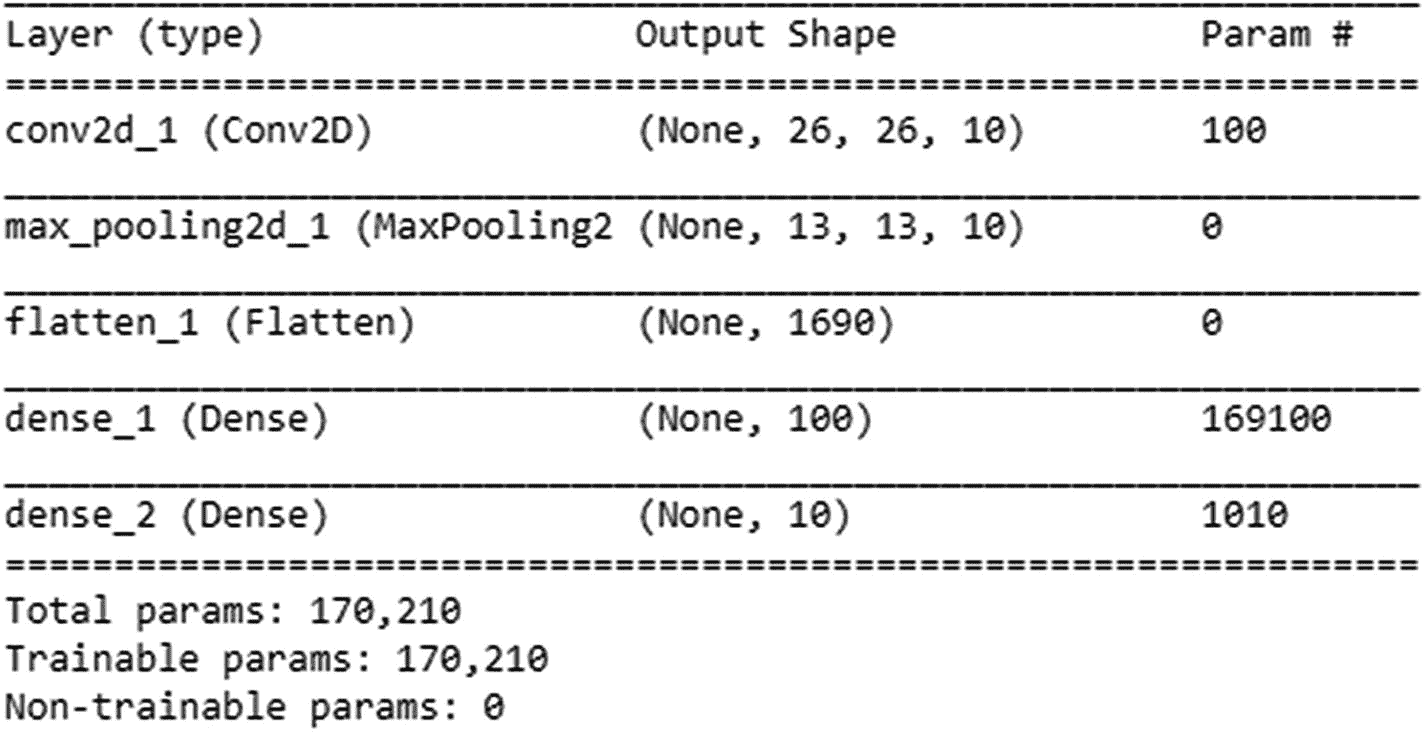 Layer (type) Output Shape Param #
conv2d_1 (Conv2D) (None, 26, 26, 10) 100
max_pooling2d_1 (MaxPooling2 (None, 13, 13, 10) 0
flatten_1 (Flatten) (None, 1690) 0
dense_1 (Dense) (None, 100) 169100
dense_2 (Dense) (None, 10) 1010
Total params: 170,210
Trainable params: 170,210
Non-trainable params: 0